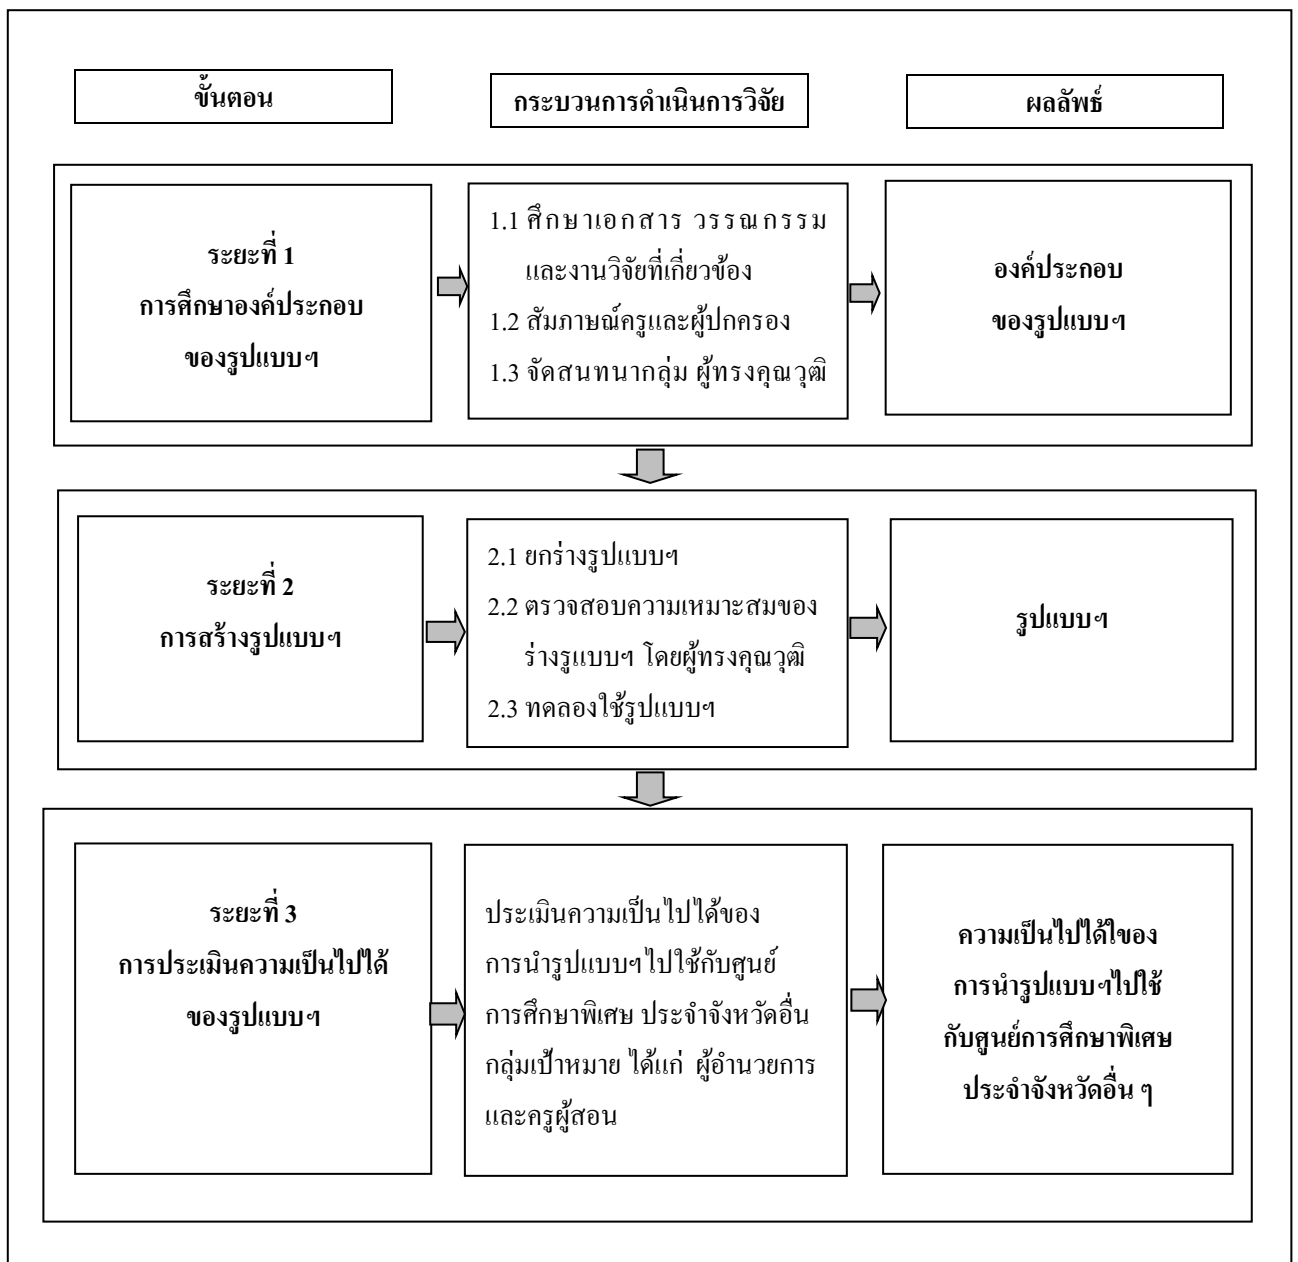 ขั้นตอน
กระบวนการดำเนินการวิจัย
ผลลัพธ์
ระยะที่ 1
การศึกษาองค์ประกอบ
ของรูปแบบฯ
1.1 ศึกษาเอกสาร วรรณกรรม
และงานวิจัยที่เกี่ยวข้อง
1.2 สัมภาษณ์ครูและผู้ปกครอง
1.3 จัดสนทนากลุ่ม ผู้ทรงคุณวุฒิ
องค์ประกอบ
ของรูปแบบฯ
ระยะที่ 2
การสร้างรูปแบบฯ
2.1 ยกร่างรูปแบบฯ
2.2 ตรวจสอบความเหมาะสมของ
ร่างรูแบบฯ โดยผู้ทรงคุณวุฒิ
2.3 ทดลองใช้รูปแบบฯ
รูปแบบฯ
ระยะที่ 3
การประเมินความเป็นไปได้
ของรูปแบบฯ
ประเมินความเป็นไปได้ของ
การนำรูปแบบฯไปใช้กับศูนย์
การศึกษาพิเศษ ประจำจังหวัดอื่น
กลุ่มเป้าหมาย ได้แก่ ผู้อำนวยการ
และครูผู้สอน
ความเป็นไปได้ใของ
การนำรูปแบบฯไปใช้
กับศูนย์การศึกษาพิเศษ
ประจำจังหวัดอื่น ๆ